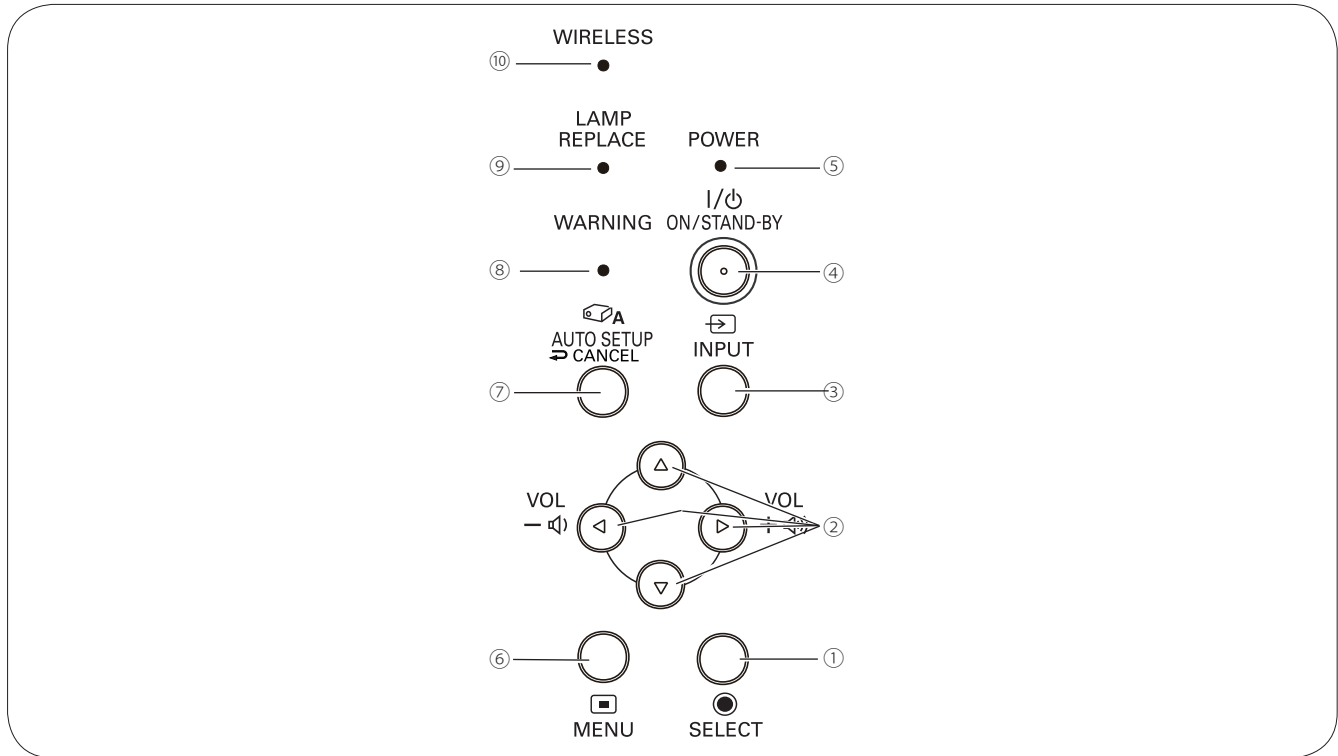 WIRELESS
⑩
LAMP
REPLACE
POWER
⑨
⑤
I/⏻
WARNING
ON/STAND-BY
⑧
④
A
AUTO SETUP
CANCEL
INPUT
⑦
③
VOL
VOL
−
+
②
⑥
①
MENU
SELECT